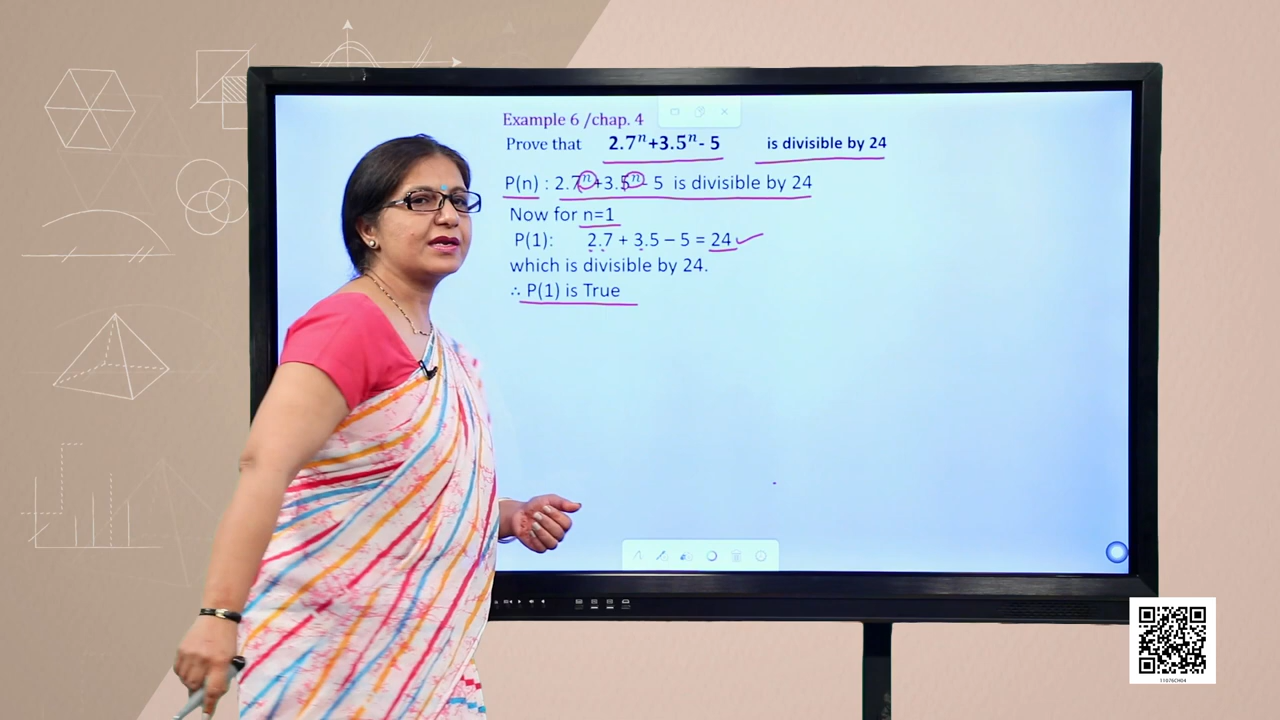 Example 6 /chap. 4
Prove that 2.7ⁿ+3.5ⁿ- 5 is divisible by 24
P(n) : 2.7ⁿ+3.5ⁿ- 5 is divisible by 24
Now for n=1
P(1): 2.7 + 3.5 – 5 = 24
which is divisible by 24.
∴ P(1) is True
11076CH04